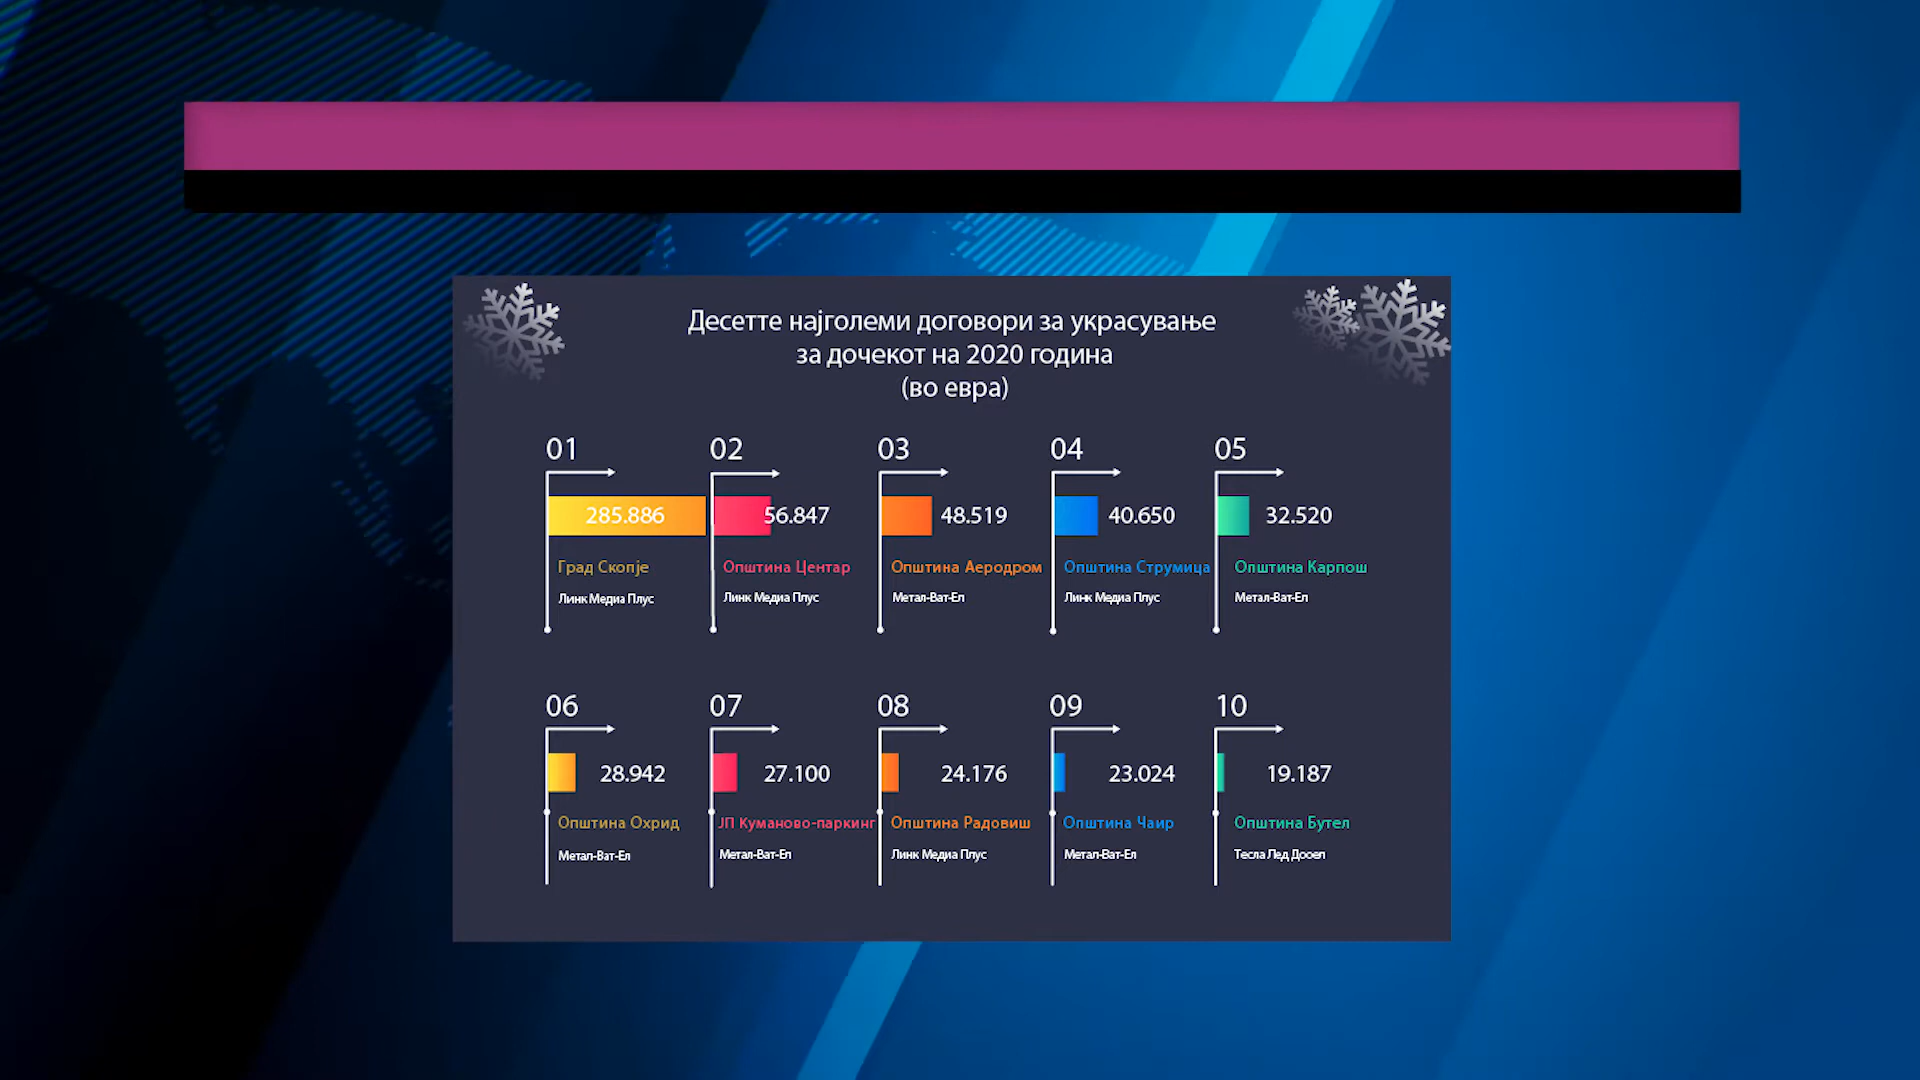 Десетте најголеми договори за украсување
за дочекот на 2020 година
(во евра)
01
285.886
Град Скопје
Линк Медиа Плус
02
56.847
Општина Центар
Линк Медиа Плус
03
48.519
Општина Аеродром
Метал-Ват-Ел
04
40.650
Општина Струмица
Линк Медиа Плус
05
32.520
Општина Карпош
Метал-Ват-Ел
06
28.942
Општина Охрид
Метал-Ват-Ел
07
27.100
ЈП Куманово-паркинг
Метал-Ват-Ел
08
24.176
Општина Радовиш
Линк Медиа Плус
09
23.024
Општина Чаир
Метал-Ват-Ел
10
19.187
Општина Бутел
Тесла Лед Дооел